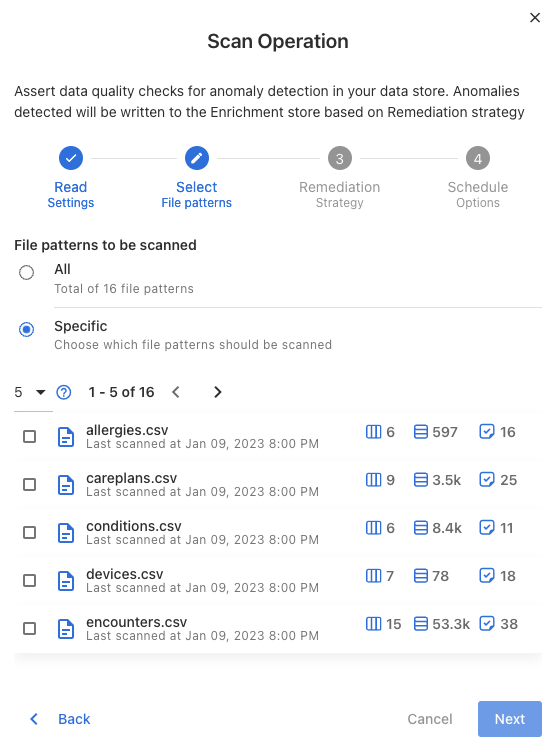 Scan Operation
Assert data quality checks for anomaly detection in your data store. Anomalies
detected will be written to the Enrichment store based on Remediation strategy
3 4
Read Select Remediation Schedule
Settings File patterns Strategy Options
File patterns to be scanned
All
Total of 16 file patterns
Specific
Choose which file patterns should be scanned
5 ? 1 - 5 of 16
allergies.csv 6 597 16
Last scanned at Jan 09, 2023 8:00 PM
careplans.csv 9 3.5k 25
Last scanned at Jan 09, 2023 8:00 PM
conditions.csv 6 8.4k 11
Last scanned at Jan 09, 2023 8:00 PM
devices.csv 7 78 18
Last scanned at Jan 09, 2023 8:00 PM
encounters.csv 15 53.3k 38
Last scanned at Jan 09, 2023 8:00 PM
Back Cancel Next